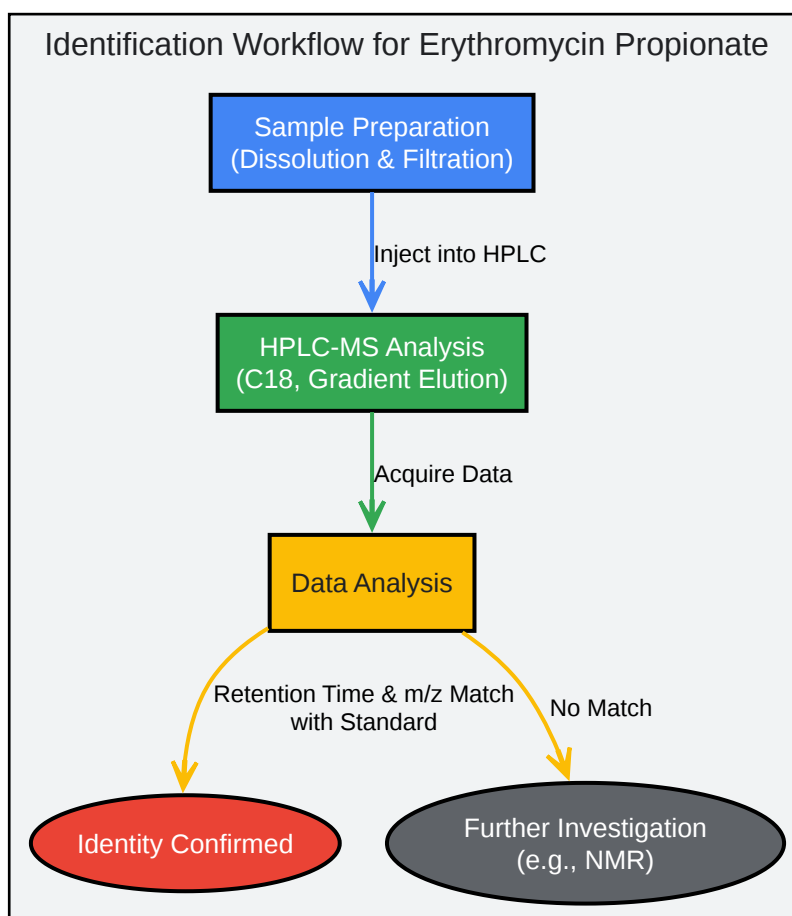 Identification Workflow for Erythromycin Propionate
Sample Preparation
(Dissolution & Filtration)
Inject into HPLC
HPLC-MS Analysis
(C18, Gradient Elution)
Acquire Data
Data Analysis
Retention Time & m/z Match
with Standard
No Match
Identity Confirmed
Further Investigation
(e.g., NMR)